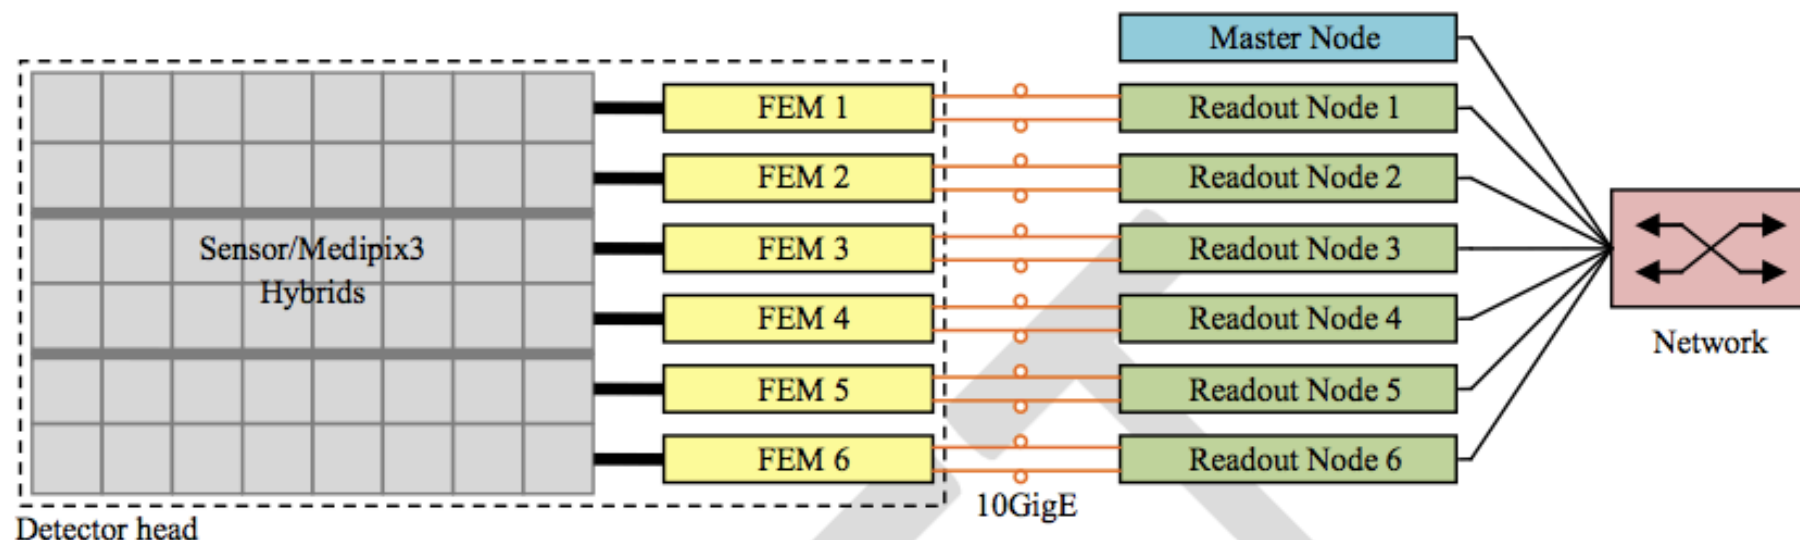 Master Node
FEM 1
Readout Node 1
FEM 2
Readout Node 2
Sensor/Medipix3
Hybrids
FEM 3
Readout Node 3
FEM 4
Readout Node 4
Network
FEM 5
Readout Node 5
FEM 6
Readout Node 6
10GigE
Detector head